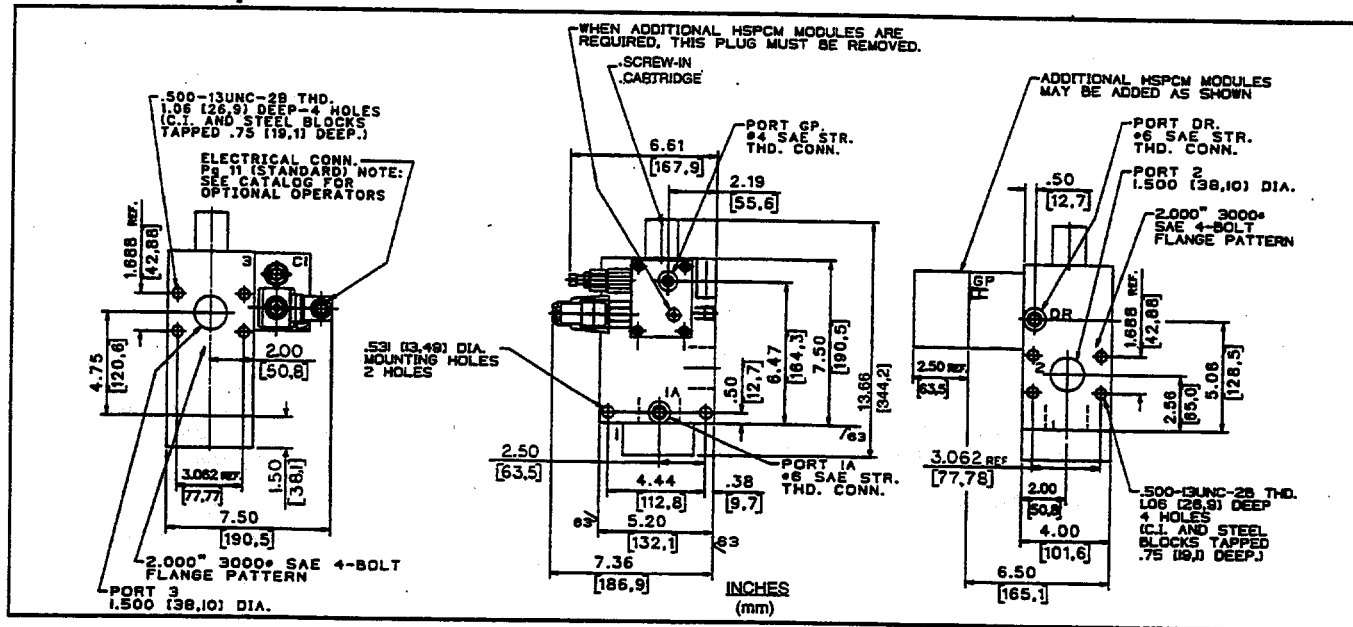 WHEN ADDITIONAL HSPCM MODULES ARE
REQUIRED, THIS PLUG MUST BE REMOVED.
SCREW-IN
CARTRIDGE
ADDITIONAL HSPCM MODULES
MAY BE ADDED AS SHOWN
.500-13UNC-2B THD.
1.06 [26,9] DEEP-4 HOLES
(C.I. AND STEEL BLOCKS
TAPPED .75 [19,1] DEEP.)
ELECTRICAL CONN.
Pg 11 (STANDARD) NOTE:
SEE CATALOG FOR
OPTIONAL OPERATORS
1.688 REF.
[42,88]
3
C1
4.75
[120,6]
2.00
[50,8]
1.50
[38,1]
3.062 REF.
[77,77]
7.50
[190,5]
2.000" 3000# SAE 4-BOLT
FLANGE PATTERN
PORT 3
1.500 [38,10] DIA.
PORT GP.
#4 SAE STR.
THD. CONN.
6.61
[167,9]
2.19
[55,6]
.531 [13,49] DIA.
MOUNTING HOLES
2 HOLES
1A
1
.50
[12,7]
6.47
[164,3]
7.50
[190,5]
13.66
[344,2]
63
PORT 1A
#6 SAE STR.
THD. CONN.
2.50
[63,5]
4.44
[112,8]
.38
[9,7]
63
5.20
[132,1]
63
7.36
[186,9]
INCHES
(mm)
PORT DR.
#6 SAE STR.
THD. CONN.
PORT 2
1.500 [38,10] DIA.
.50
[12,7]
2.000" 3000#
SAE 4-BOLT
FLANGE PATTERN
GP
DR
2
1.688 REF.
[42,88]
2.50 REF.
[63,5]
2.56
[65,0]
5.06
[128,5]
3.062 REF
[77,78]
2.00
[50,8]
4.00
[101,6]
6.50
[165,1]
.500-13UNC-2B THD.
1.06 [26,9] DEEP
4 HOLES
(C.I. AND STEEL
BLOCKS TAPPED
.75 [19,1] DEEP.)